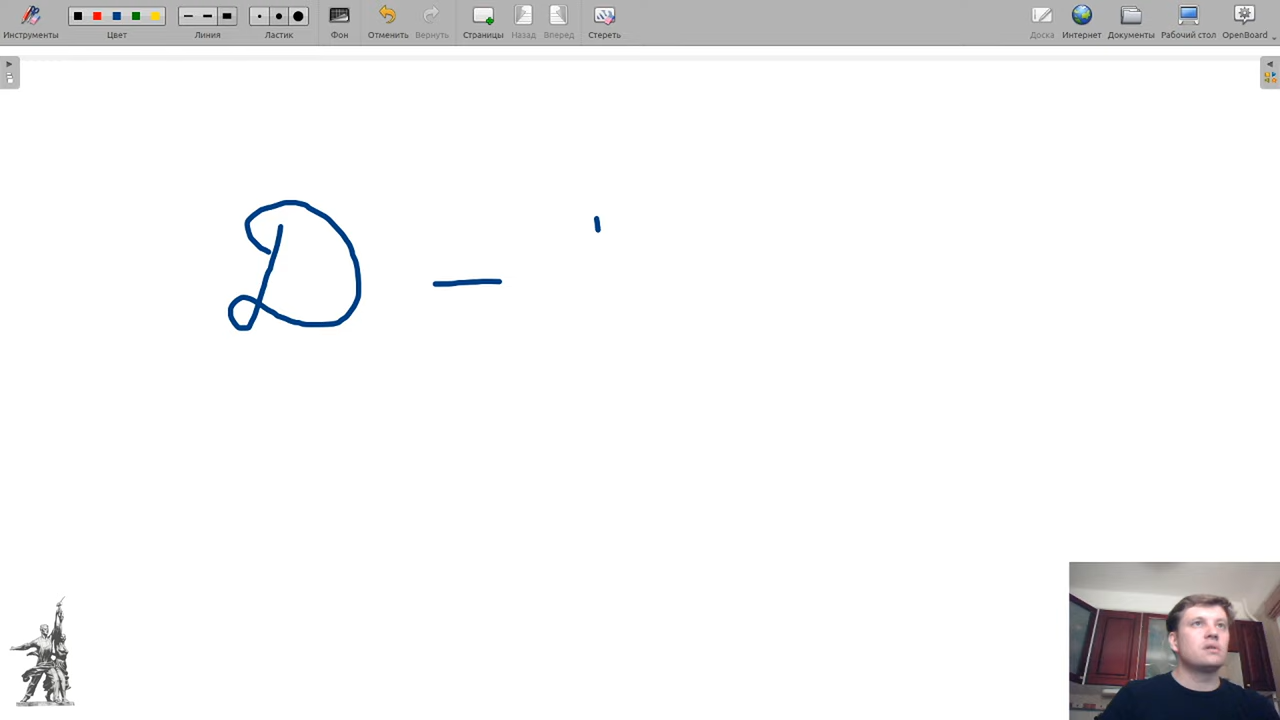 Инструменты Цвет Линия Ластик Фон Отменить Вернуть Страницы Назад Вперед Стереть Доска Интернет Документы Рабочий стол OpenBoard
D —